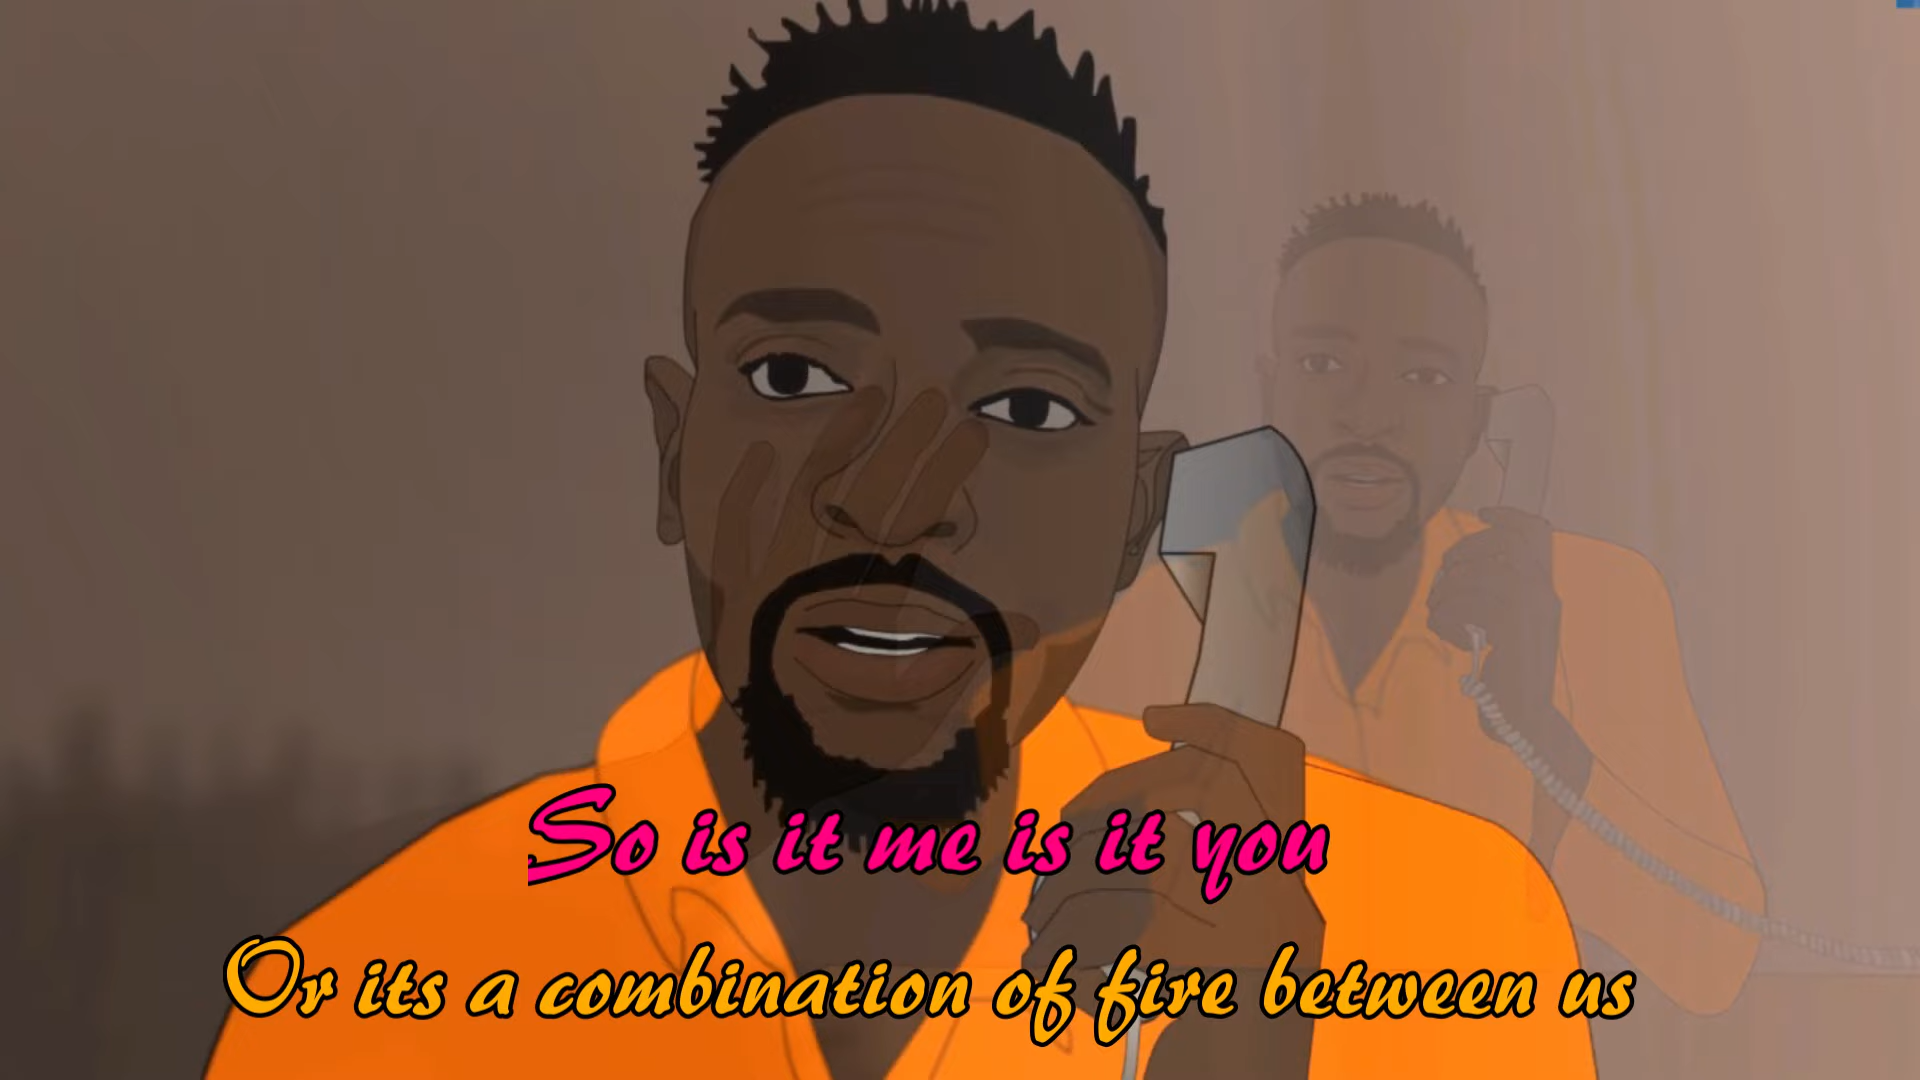 So is it me is it you
Or its a combination of fire between us